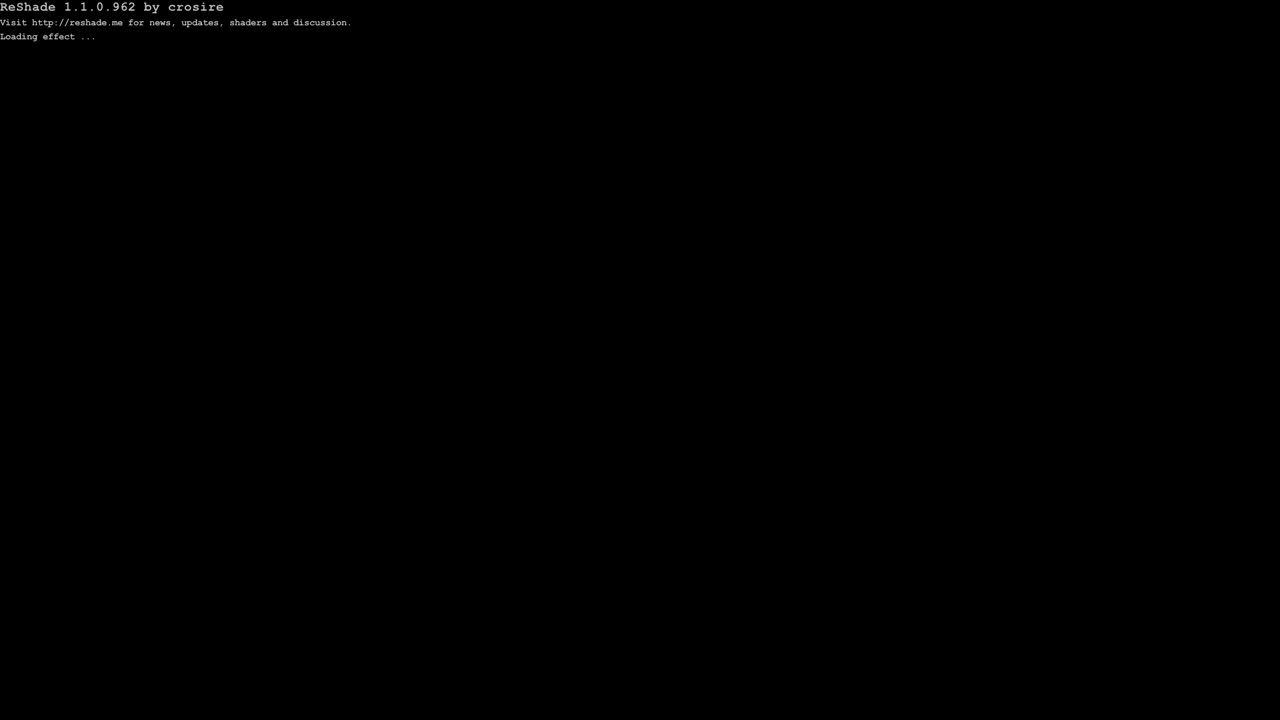 ReShade 1.1.0.962 by crosire
Visit http://reshade.me for news, updates, shaders and discussion.
Loading effect ...